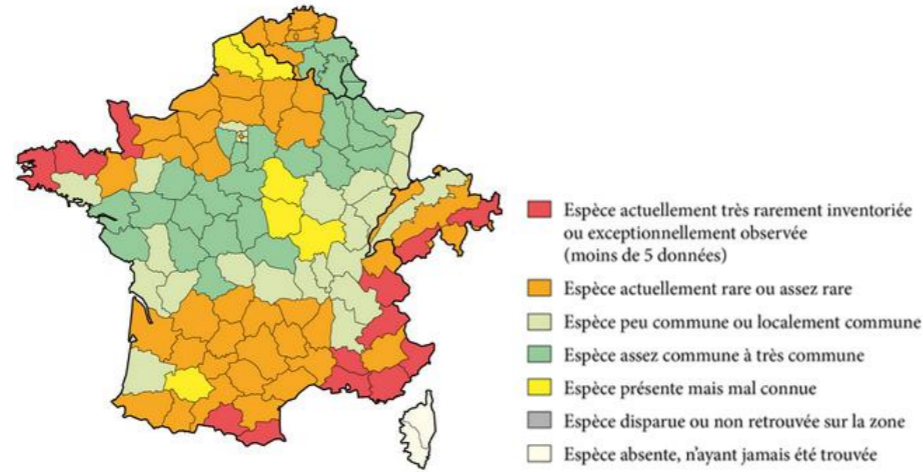 Espèce actuellement très rarement inventoriée
ou exceptionnellement observée
(moins de 5 données)
Espèce actuellement rare ou assez rare
Espèce peu commune ou localement commune
Espèce assez commune à très commune
Espèce présente mais mal connue
Espèce disparue ou non retrouvée sur la zone
Espèce absente, n'ayant jamais été trouvée